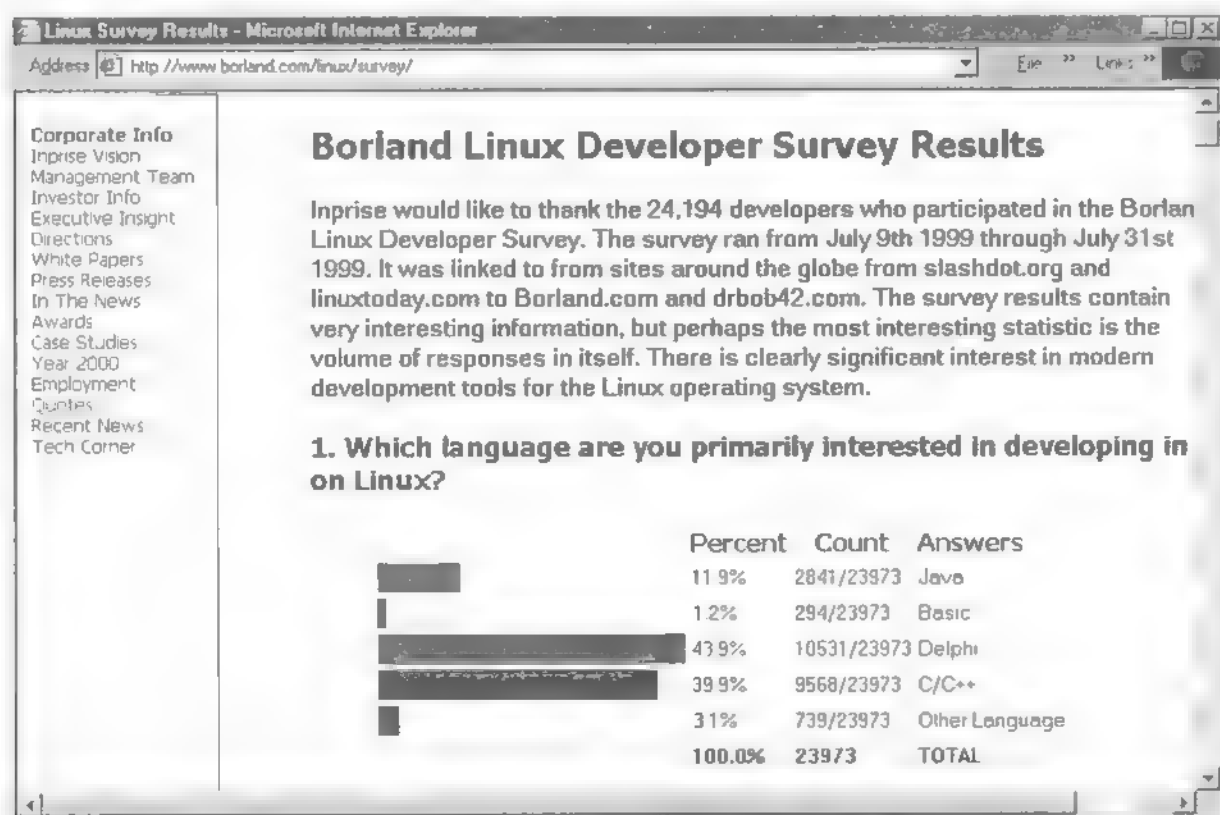 Linux Survey Results - Microsoft Internet Explorer
Address http //www borland.com/linux/survey/ File » Links »
Corporate Info
Inprise Vision
Management Team
Investor Info
Executive Insight
Directions
White Papers
Press Releases
In The News
Awards
Case Studies
Year 2000
Employment
Quotes
Recent News
Tech Corner
Borland Linux Developer Survey Results
Inprise would like to thank the 24,194 developers who participated in the Borlan
Linux Developer Survey. The survey ran from July 9th 1999 through July 31st
1999. It was linked to from sites around the globe from slashdot.org and
linuxtoday.com to Borland.com and drbob42.com. The survey results contain
very interesting information, but perhaps the most interesting statistic is the
volume of responses in itself. There is clearly significant interest in modern
development tools for the Linux operating system.
1. Which language are you primarily interested in developing in
on Linux?
Percent Count Answers
11 9% 2841/23973 Java
1 2% 294/23973 Basic
43 9% 10531/23973 Delphi
39 9% 9568/23973 C/C++
3 1% 739/23973 Other Language
100.0% 23973 TOTAL